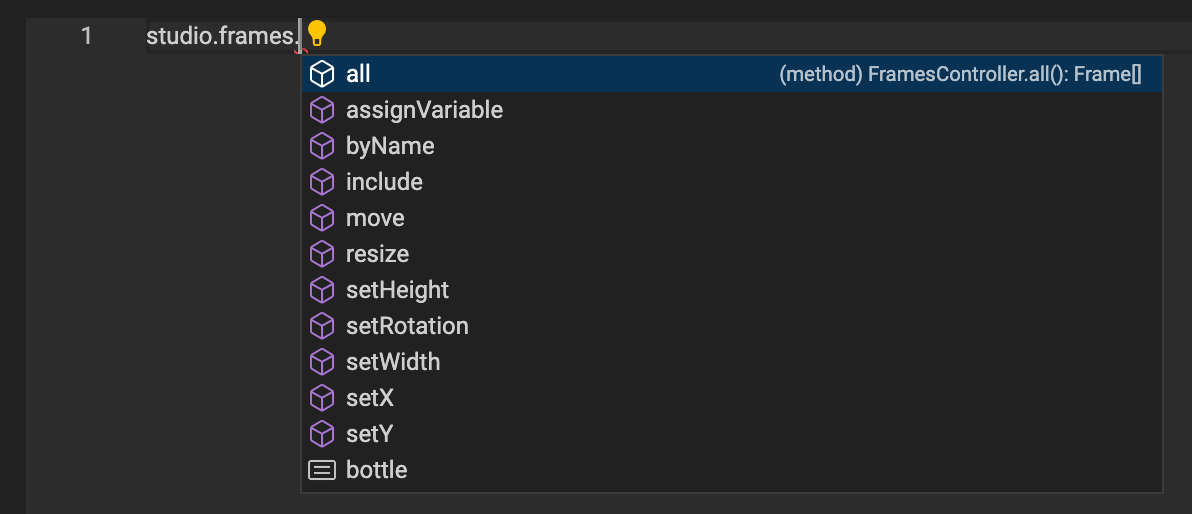 1 studio.frames.
all (method) FramesController.all(): Frame[]
assignVariable
byName
include
move
resize
setHeight
setRotation
setWidth
setX
setY
bottle